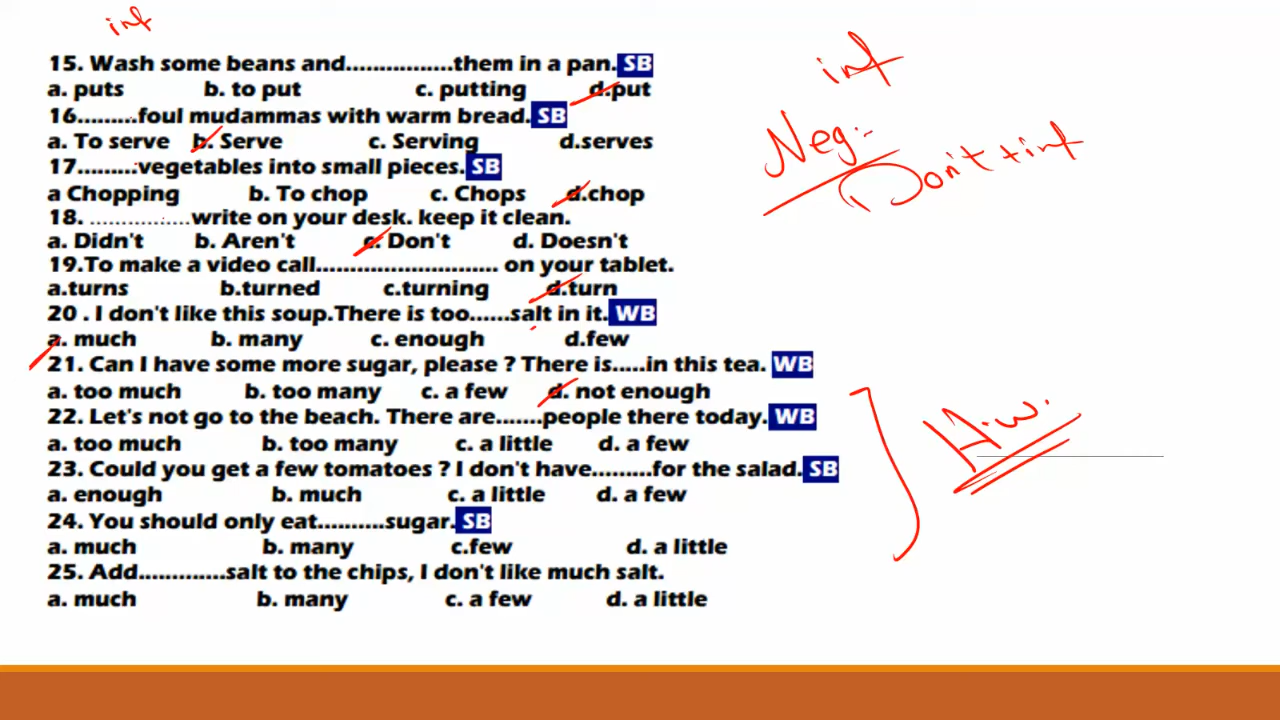 inf
15. Wash some beans and................them in a pan. SB
a. puts b. to put c. putting d.put
16.........foul mudammas with warm bread. SB
a. To serve b. Serve c. Serving d.serves
17.........vegetables into small pieces. SB
a Chopping b. To chop c. Chops d.chop
18. ...............write on your desk. keep it clean.
a. Didn't b. Aren't c. Don't d. Doesn't
19.To make a video call........................... on your tablet.
a.turns b.turned c.turning d.turn
20 . I don't like this soup.There is too......salt in it. WB
a. much b. many c. enough d.few
21. Can I have some more sugar, please ? There is.....in this tea. WB
a. too much b. too many c. a few d. not enough
22. Let's not go to the beach. There are.......people there today. WB
a. too much b. too many c. a little d. a few
23. Could you get a few tomatoes ? I don't have.........for the salad. SB
a. enough b. much c. a little d. a few
24. You should only eat..........sugar. SB
a. much b. many c.few d. a little
25. Add.............salt to the chips, I don't like much salt.
a. much b. many c. a few d. a little
inf
Neg.:
Don't + inf
H.w.